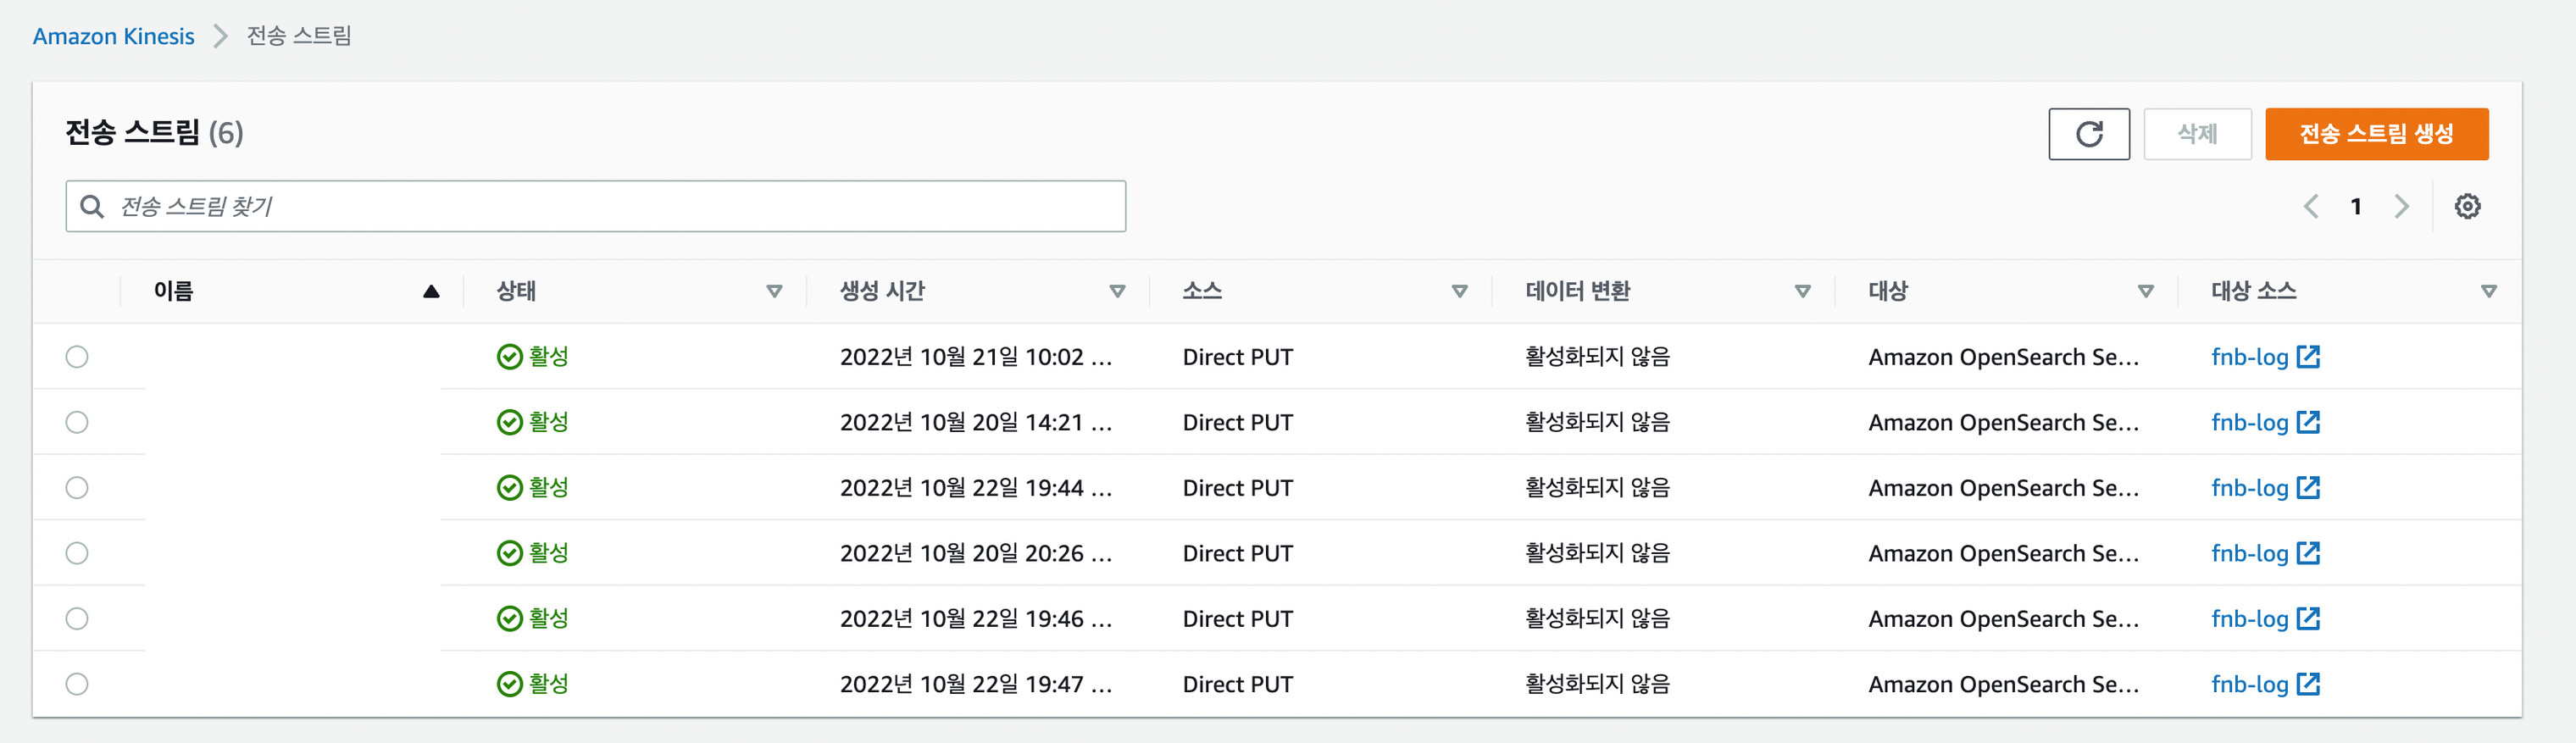 Amazon Kinesis 전송 스트림
전송 스트림 (6) 삭제 전송 스트림 생성
전송 스트림 찾기 1
이름 상태 생성 시간 소스 데이터 변환 대상 대상 소스
활성 2022년 10월 21일 10:02 ... Direct PUT 활성화되지 않음 Amazon OpenSearch Se... fnb-log
활성 2022년 10월 20일 14:21 ... Direct PUT 활성화되지 않음 Amazon OpenSearch Se... fnb-log
활성 2022년 10월 22일 19:44 ... Direct PUT 활성화되지 않음 Amazon OpenSearch Se... fnb-log
활성 2022년 10월 20일 20:26 ... Direct PUT 활성화되지 않음 Amazon OpenSearch Se... fnb-log
활성 2022년 10월 22일 19:46 ... Direct PUT 활성화되지 않음 Amazon OpenSearch Se... fnb-log
활성 2022년 10월 22일 19:47 ... Direct PUT 활성화되지 않음 Amazon OpenSearch Se... fnb-log